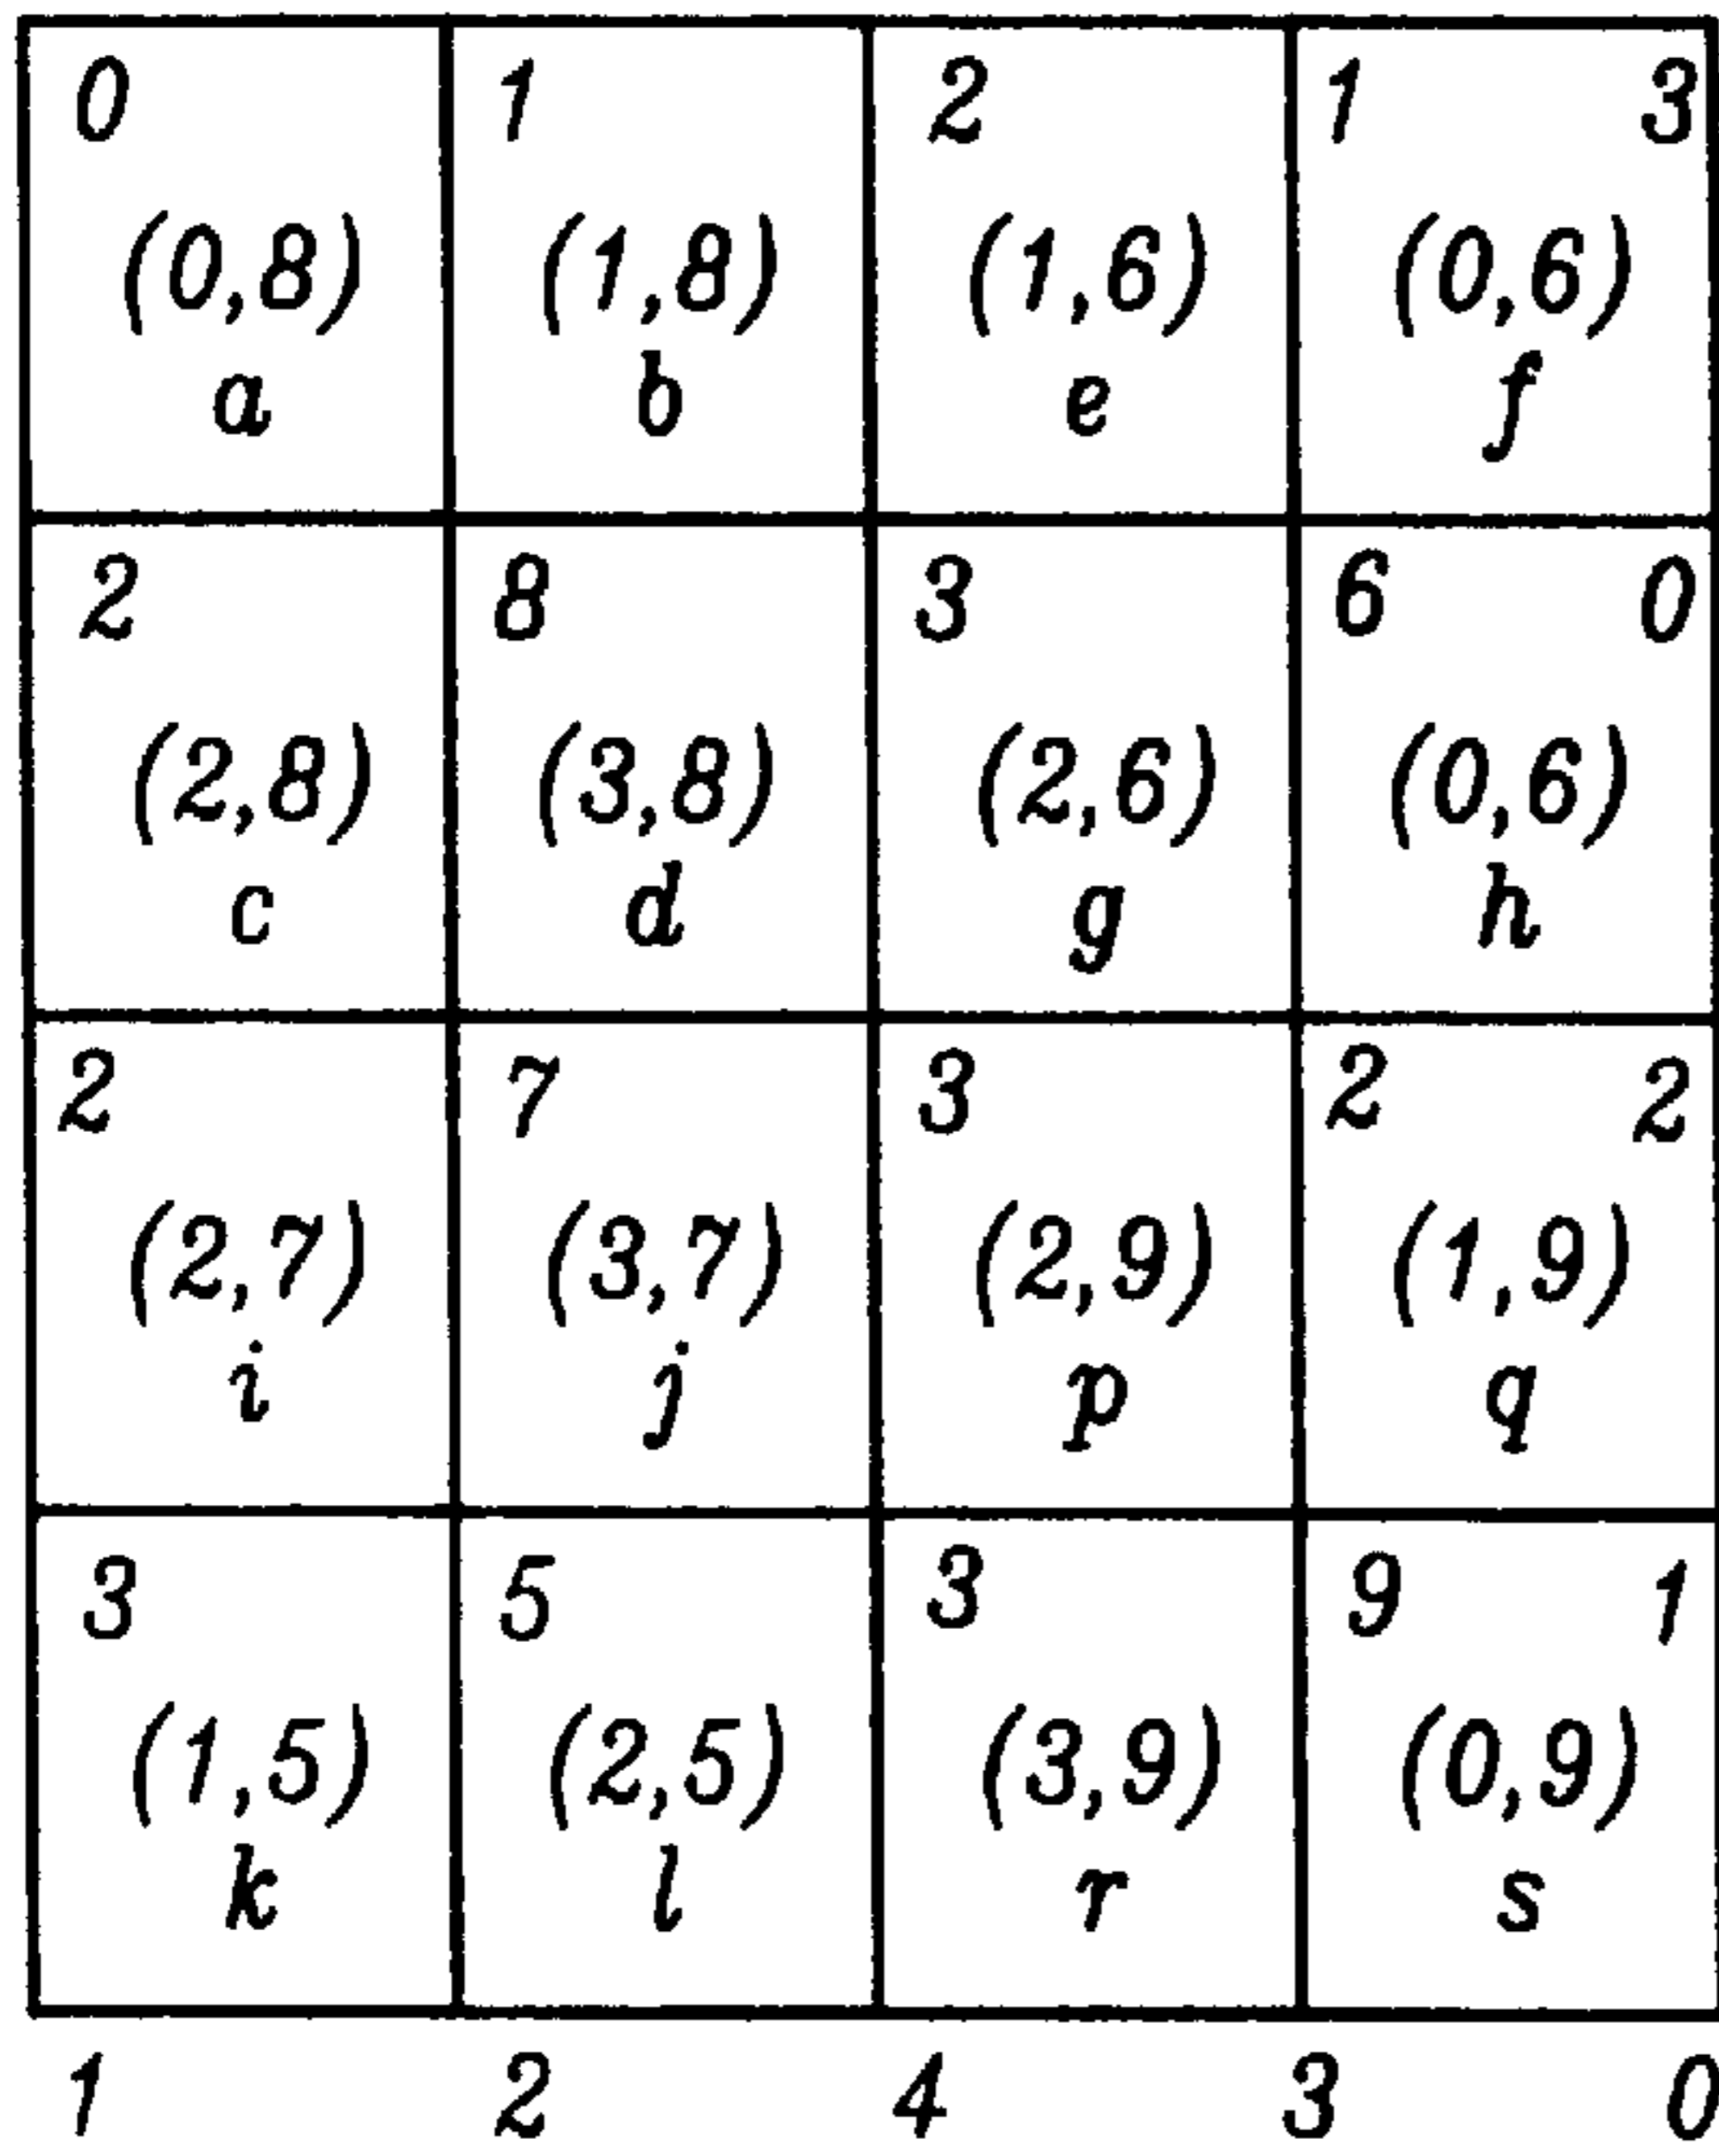 0 1 2 1 3
(0,8) (1,8) (1,6) (0,6)
a b e f
2 8 3 6 0
(2,8) (3,8) (2,6) (0,6)
c d g h
2 7 3 2 2
(2,7) (3,7) (2,9) (1,9)
i j p q
3 5 3 9 1
(1,5) (2,5) (3,9) (0,9)
k l r s
1 2 4 3 0